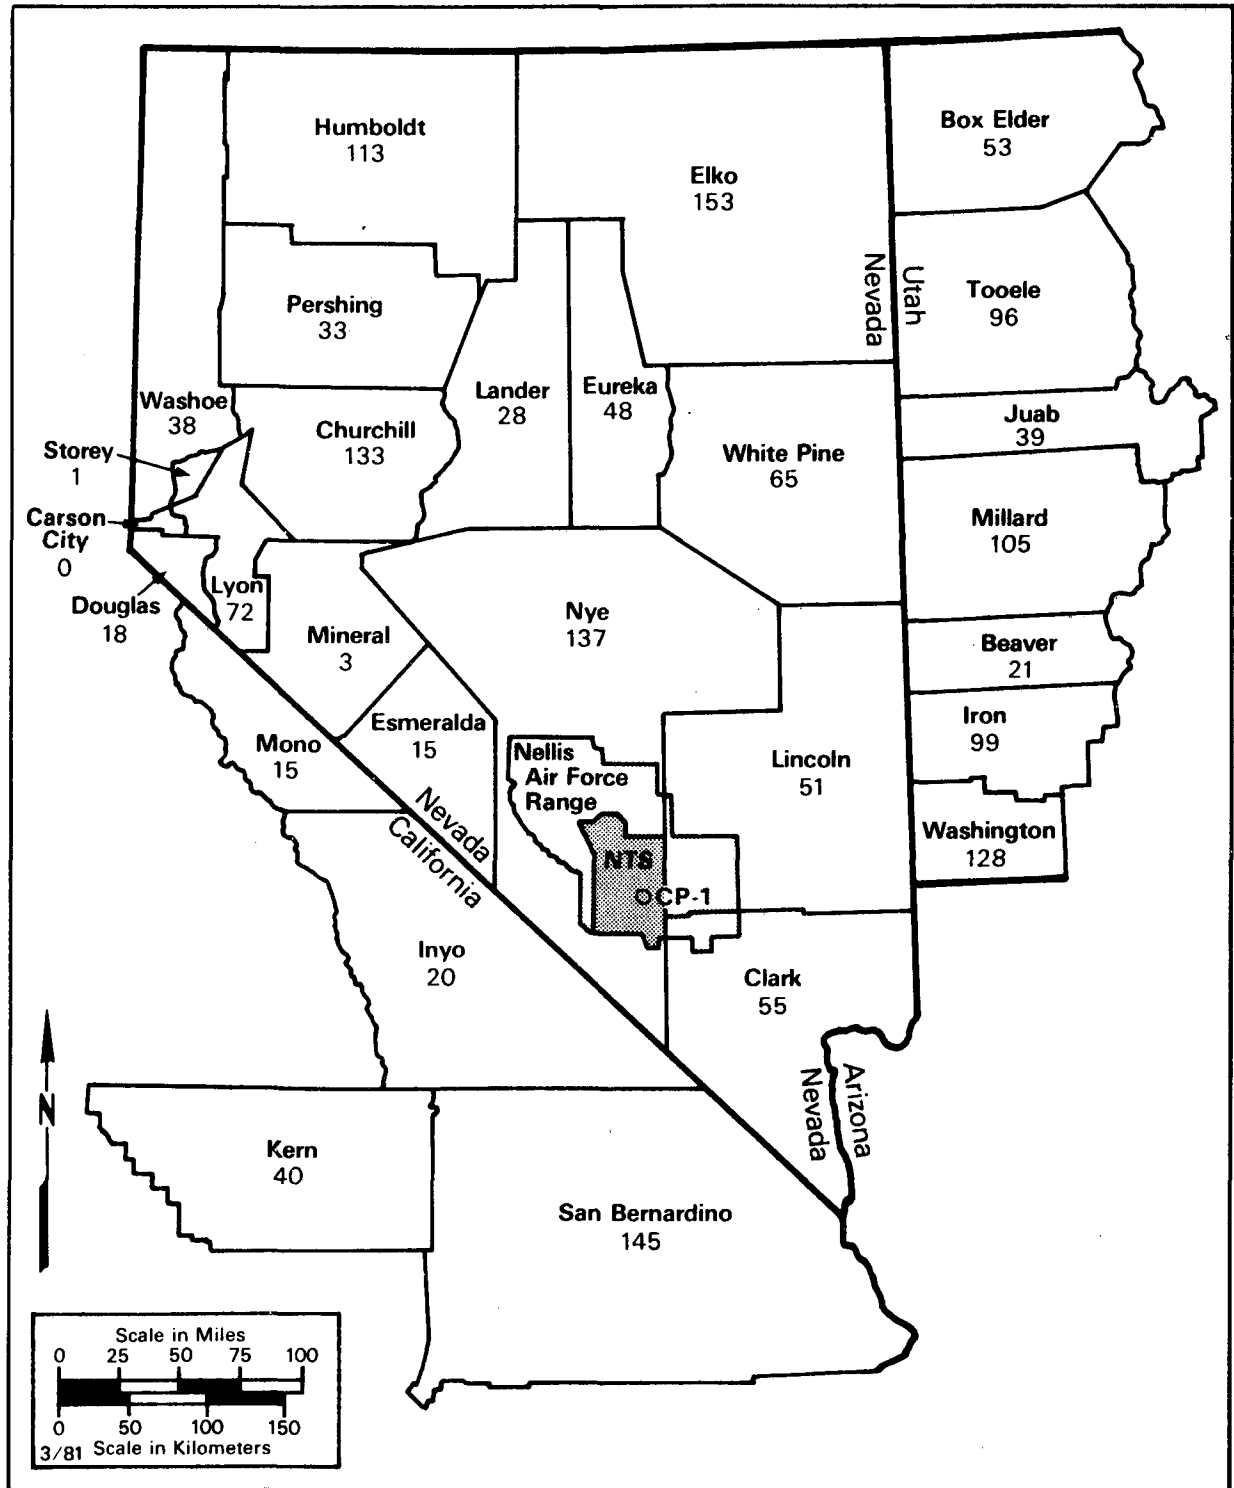 Humboldt
113
Elko
153
Box Elder
53
Nevada
Utah
Tooele
96
Pershing
33
Washoe
38
Lander
28
Eureka
48
Juab
39
Churchill
133
Storey
1
White Pine
65
Millard
105
Carson
City
0
Lyon
72
Douglas
18
Mineral
3
Nye
137
Beaver
21
Iron
99
Esmeralda
15
Mono
15
Nellis
Air Force
Range
Lincoln
51
Nevada
California
Washington
128
NTS
CP-1
Inyo
20
Clark
55
N
Nevada
Arizona
Kern
40
San Bernardino
145
Scale in Miles
0 25 50 75 100
0 50 100 150
3/81 Scale in Kilometers